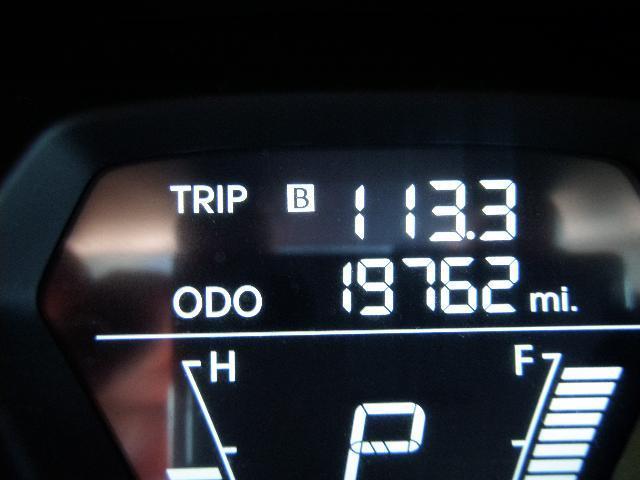 TRIP B 113.3
ODO 19762 mi.
H F
P